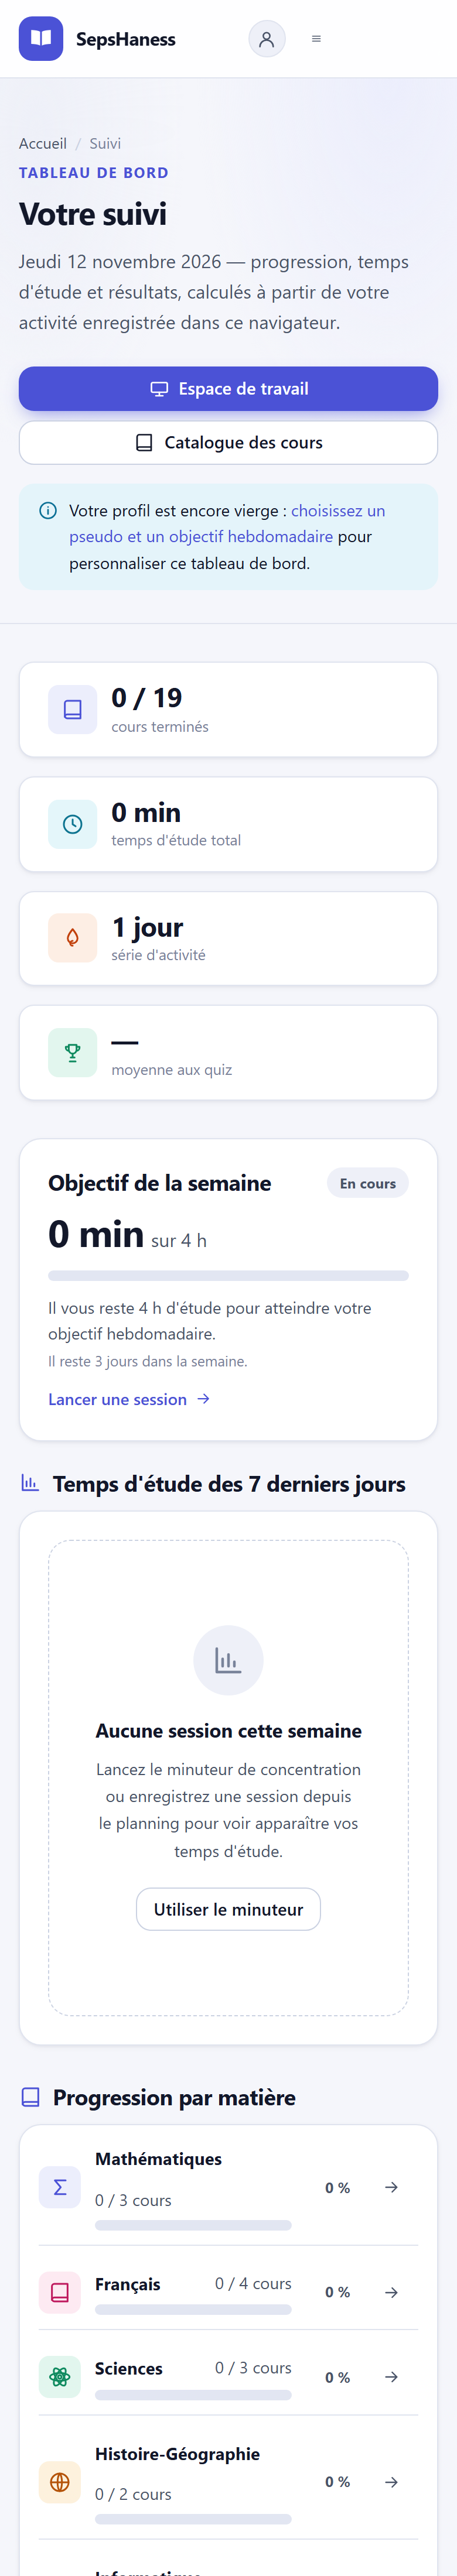 SepsHaness
Accueil / Suivi
TABLEAU DE BORD
Votre suivi
Jeudi 12 novembre 2026 — progression, temps
d'étude et résultats, calculés à partir de votre
activité enregistrée dans ce navigateur.
Espace de travail
Catalogue des cours
Votre profil est encore vierge : choisissez un
pseudo et un objectif hebdomadaire pour
personnaliser ce tableau de bord.
0 / 19
cours terminés
0 min
temps d'étude total
1 jour
série d'activité
—
moyenne aux quiz
Objectif de la semaine
En cours
0 min sur 4 h
Il vous reste 4 h d'étude pour atteindre votre
objectif hebdomadaire.
Il reste 3 jours dans la semaine.
Lancer une session →
Temps d'étude des 7 derniers jours
Aucune session cette semaine
Lancez le minuteur de concentration
ou enregistrez une session depuis
le planning pour voir apparaître vos
temps d'étude.
Utiliser le minuteur
Progression par matière
Mathématiques
0 / 3 cours
0 %
Français 0 / 4 cours
0 %
Sciences 0 / 3 cours
0 %
Histoire-Géographie
0 / 2 cours
0 %